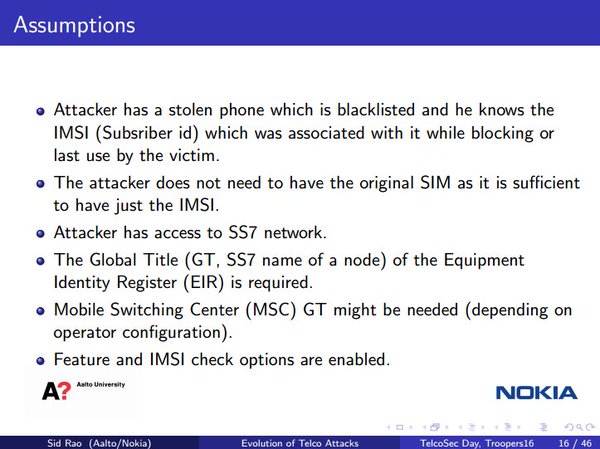 Assumptions
Attacker has a stolen phone which is blacklisted and he knows the
IMSI (Subsriber id) which was associated with it while blocking or
last use by the victim.
The attacker does not need to have the original SIM as it is sufficient
to have just the IMSI.
Attacker has access to SS7 network.
The Global Title (GT, SS7 name of a node) of the Equipment
Identity Register (EIR) is required.
Mobile Switching Center (MSC) GT might be needed (depending on
operator configuration).
Feature and IMSI check options are enabled.
A? Aalto University
NOKIA
Sid Rao (Aalto/Nokia) Evolution of Telco Attacks TelcoSec Day, Troopers16 16 / 46